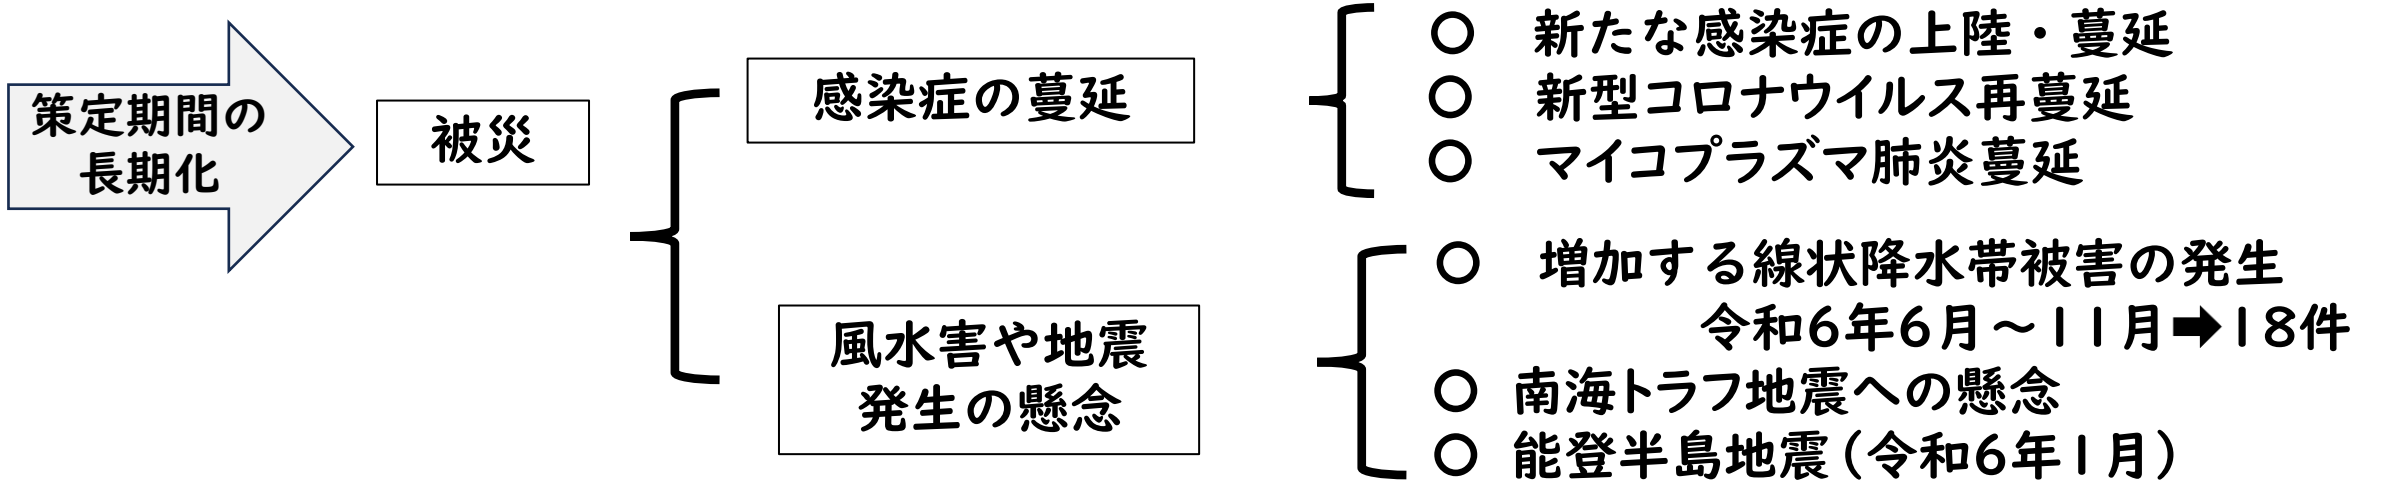 策定期間の
長期化
被災
感染症の蔓延
○　新たな感染症の上陸・蔓延
○　新型コロナウイルス再蔓延
○　マイコプラズマ肺炎蔓延
風水害や地震
発生の懸念
○　増加する線状降水帯被害の発生
令和6年6月～11月➡18件
○ 南海トラフ地震への懸念
○ 能登半島地震(令和6年1月)